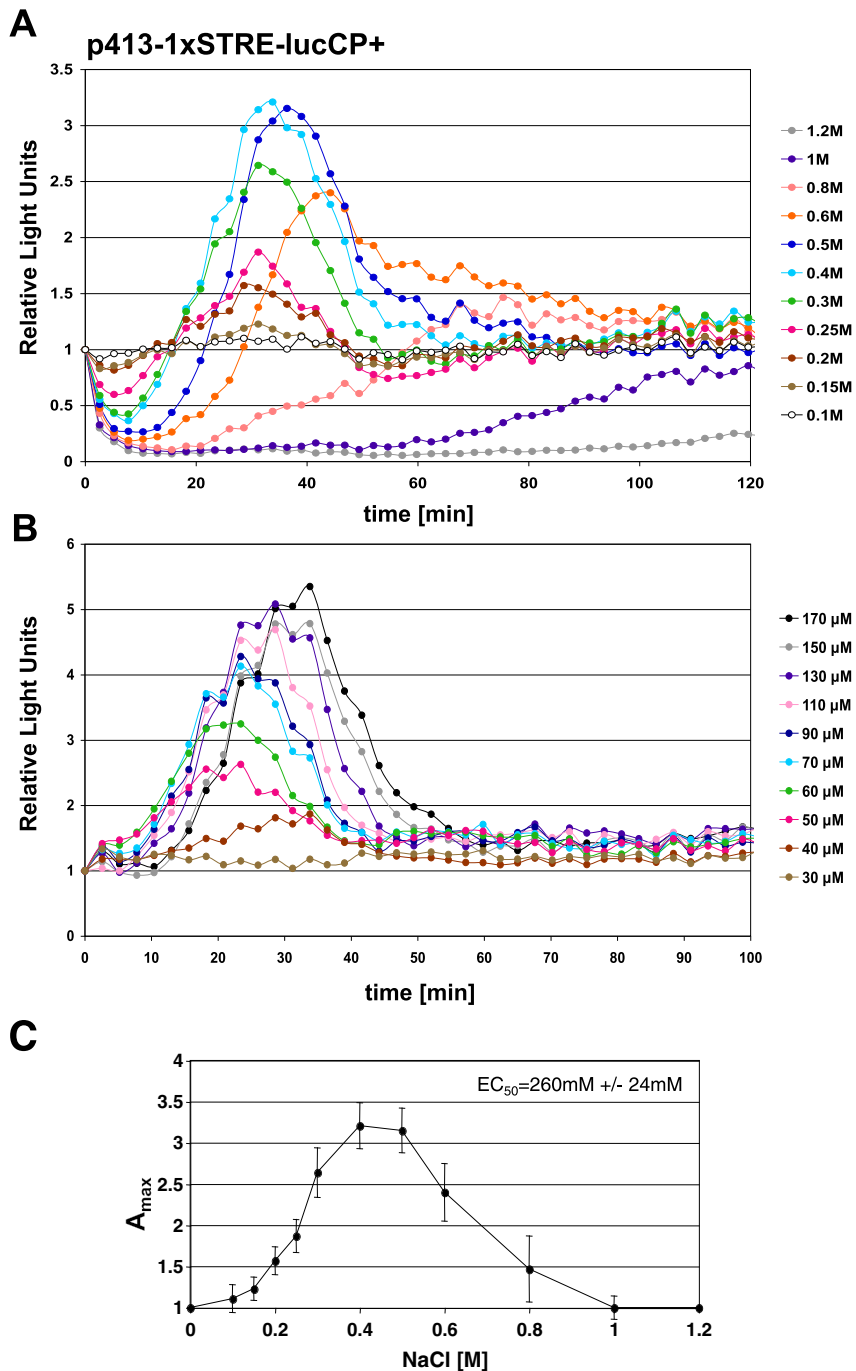 A
p413-1xSTRE-lucCP+
3.5
3
2.5
2
1.5
1
0.5
0
Relative Light Units
0 20 40 60 80 100 120
time [min]
1.2M
1M
0.8M
0.6M
0.5M
0.4M
0.3M
0.25M
0.2M
0.15M
0.1M
B
6
5
4
3
2
1
0
Relative Light Units
0 10 20 30 40 50 60 70 80 90 100
time [min]
170 µM
150 µM
130 µM
110 µM
90 µM
70 µM
60 µM
50 µM
40 µM
30 µM
C
EC50=260mM +/- 24mM
4
3.5
3
2.5
2
1.5
1
Amax
0 0.2 0.4 0.6 0.8 1 1.2
NaCl [M]